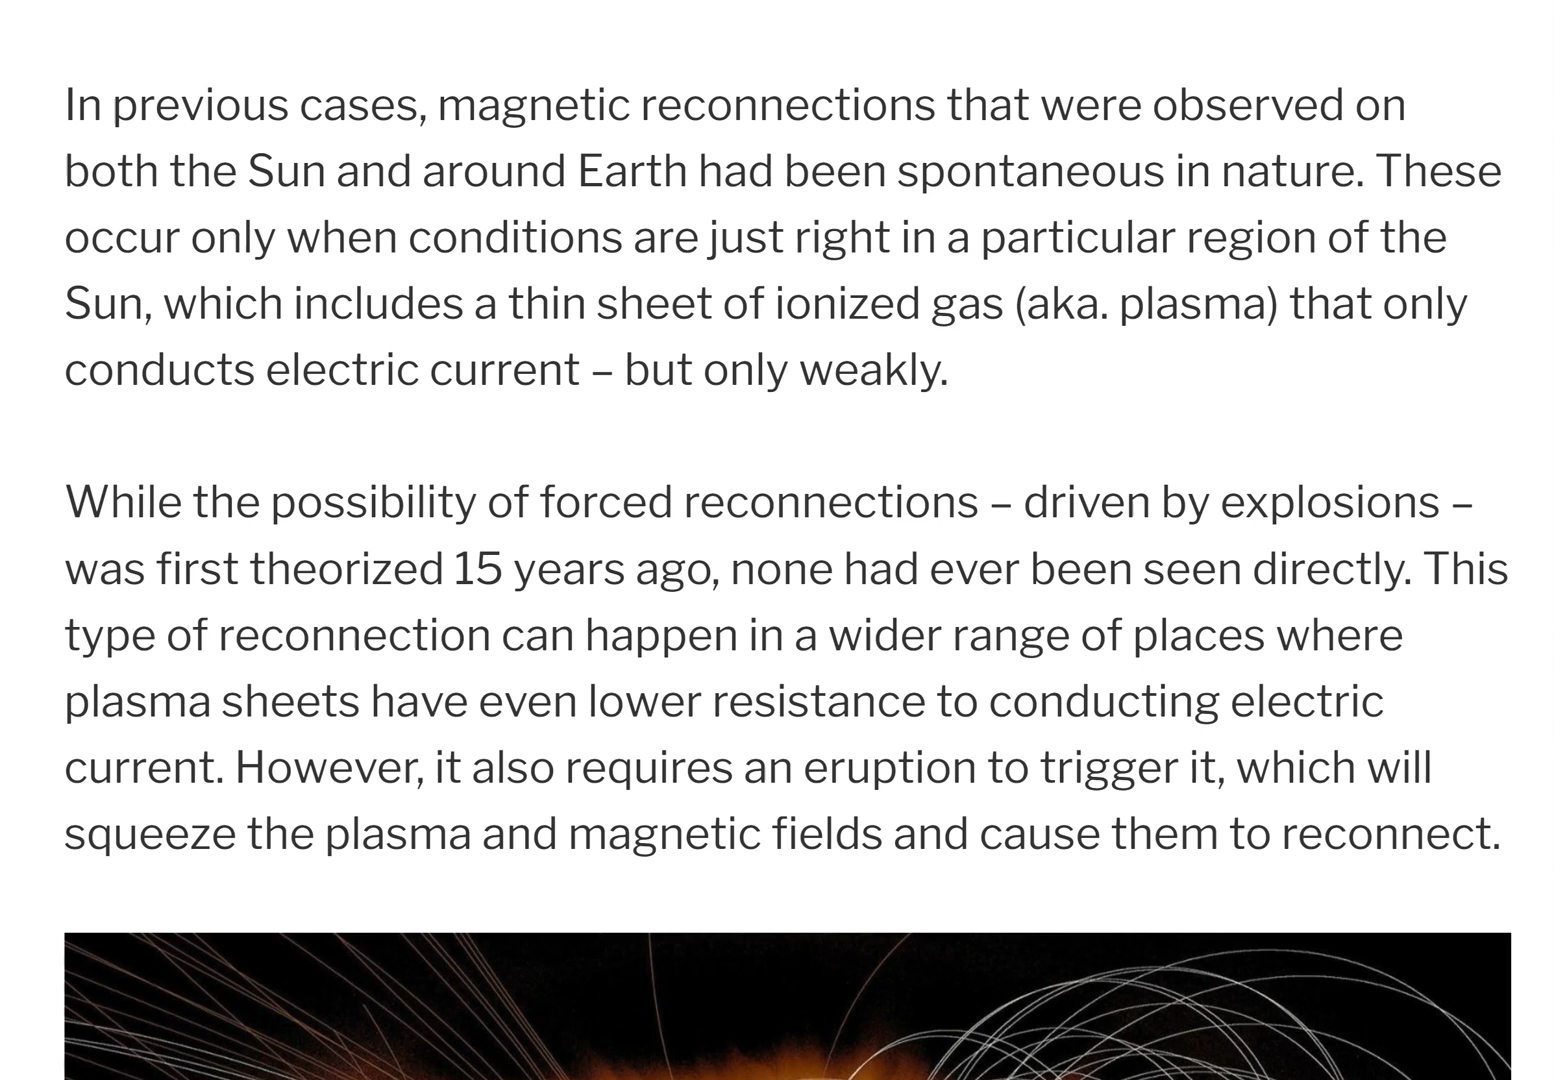 In previous cases, magnetic reconnections that were observed on
both the Sun and around Earth had been spontaneous in nature. These
occur only when conditions are just right in a particular region of the
Sun, which includes a thin sheet of ionized gas (aka. plasma) that only
conducts electric current – but only weakly.
While the possibility of forced reconnections – driven by explosions –
was first theorized 15 years ago, none had ever been seen directly. This
type of reconnection can happen in a wider range of places where
plasma sheets have even lower resistance to conducting electric
current. However, it also requires an eruption to trigger it, which will
squeeze the plasma and magnetic fields and cause them to reconnect.